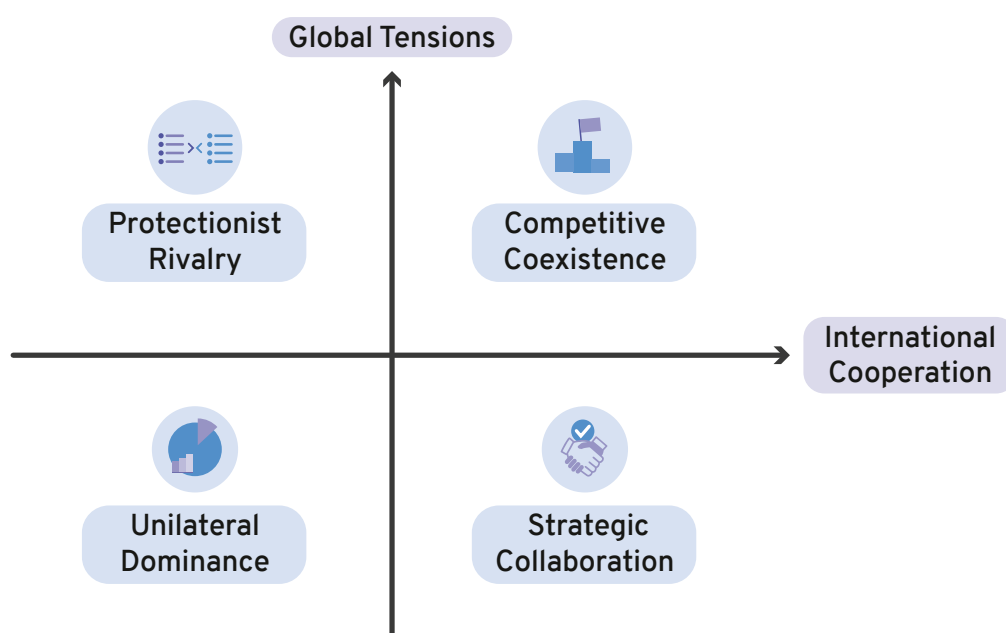 Global Tensions
Protectionist
Rivalry
Competitive
Coexistence
International
Cooperation
Unilateral
Dominance
Strategic
Collaboration